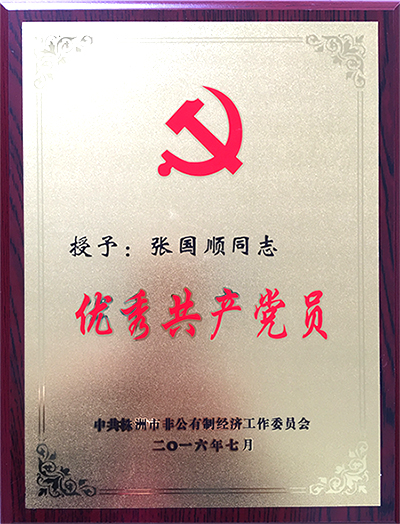 授予：张国顺同志
优秀共产党员
中共株洲市非公有制经济工作委员会
二〇一六年七月